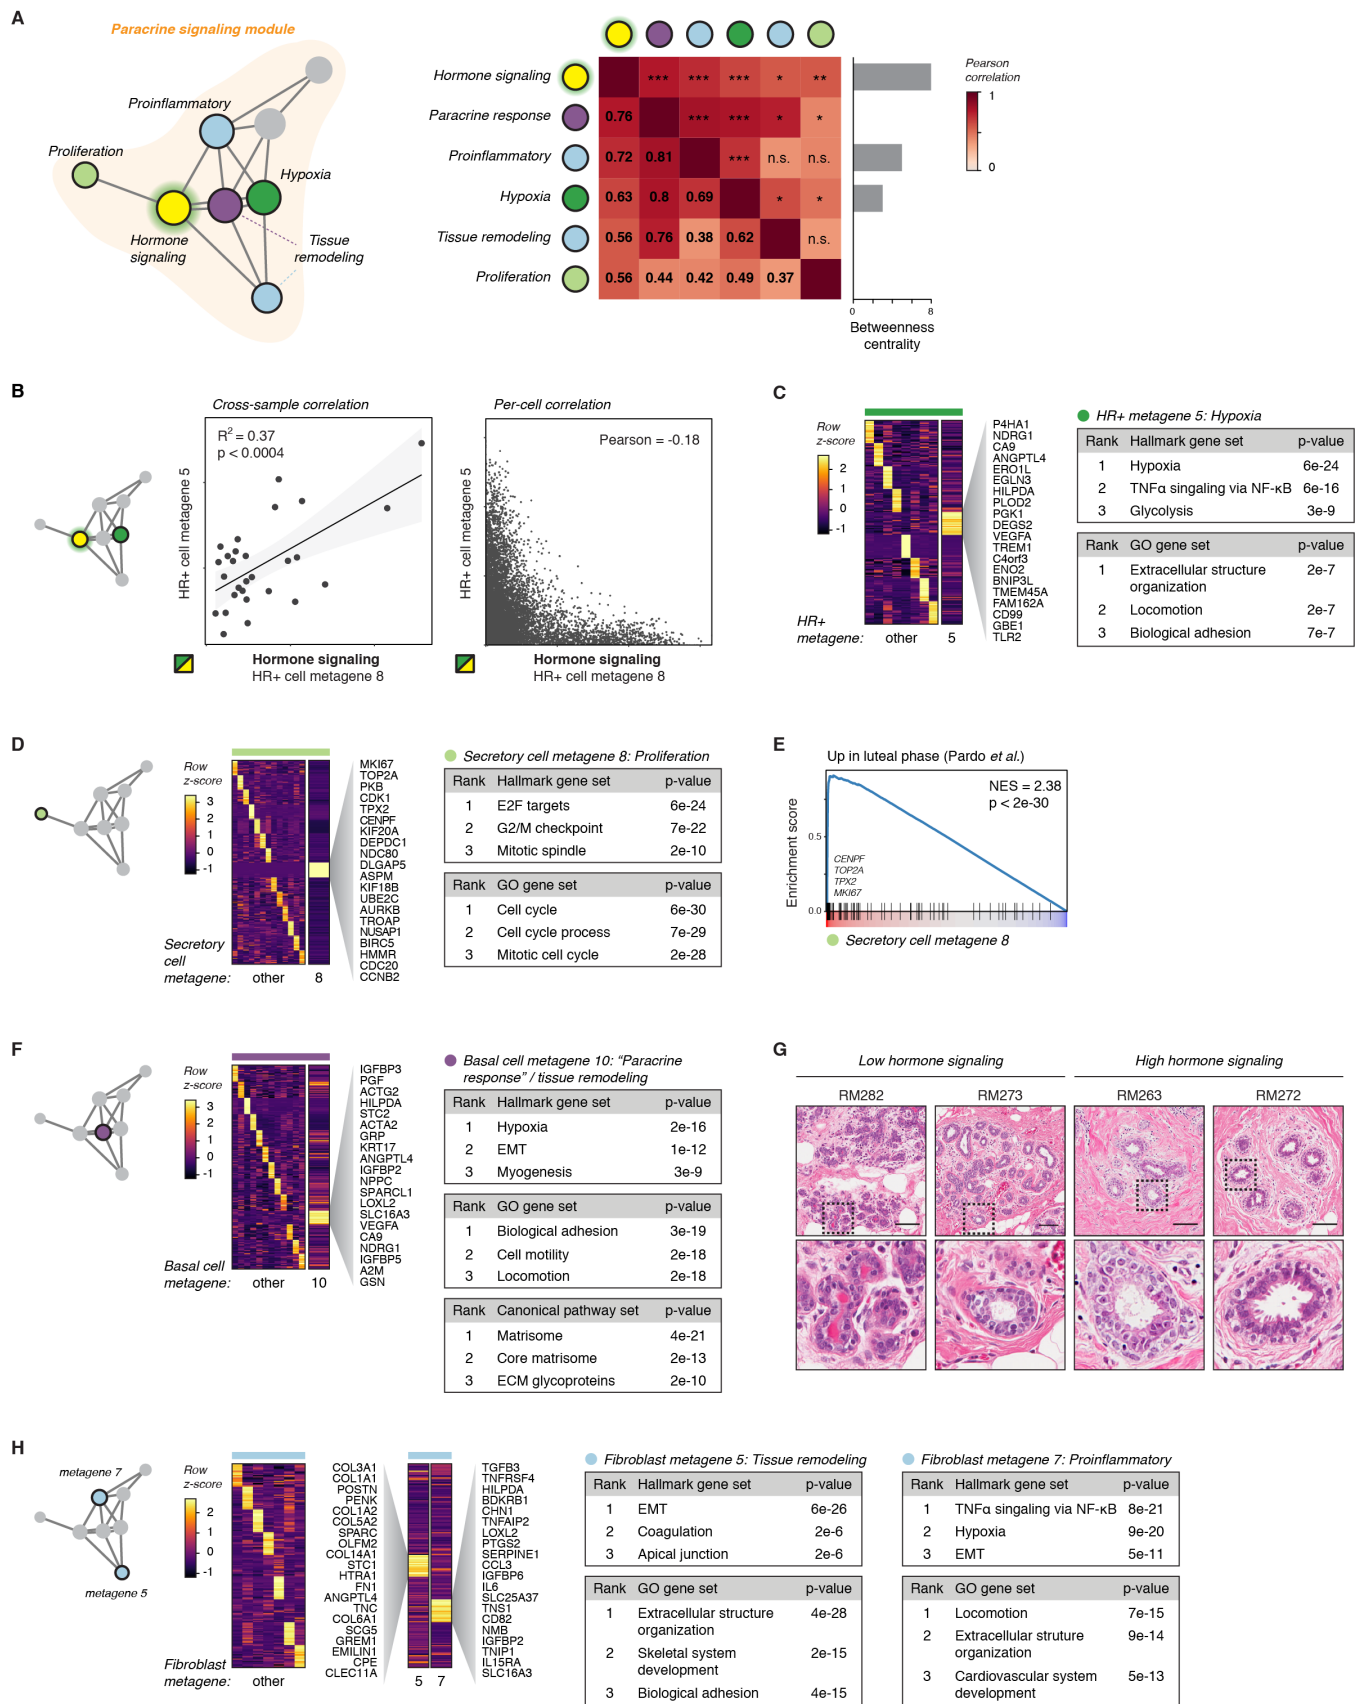 A
Paracrine signaling module
Proinflammatory
Proliferation
Hypoxia
Hormone
signaling
Tissue
remodeling
Hormone signaling
*** *** *** * **
Paracrine response
0.76 *** *** * *
Proinflammatory
0.72 0.81 *** n.s. n.s.
Hypoxia
0.63 0.8 0.69 * *
Tissue remodeling
0.56 0.76 0.38 0.62 n.s.
Proliferation
0.56 0.44 0.42 0.49 0.37
0 8
Betweenness
centrality
Pearson
correlation
1
0
B
Cross-sample correlation
R2 = 0.37
p < 0.0004
HR+ cell metagene 5
Hormone signaling
HR+ cell metagene 8
Per-cell correlation
Pearson = -0.18
HR+ cell metagene 5
Hormone signaling
HR+ cell metagene 8
C
Row
z-score
2
1
0
-1
HR+
metagene:
other
5
P4HA1
NDRG1
CA9
ANGPTL4
ERO1L
EGLN3
HILPDA
PLOD2
PGK1
DEGS2
VEGFA
TREM1
C4orf3
ENO2
BNIP3L
TMEM45A
FAM162A
CD99
GBE1
TLR2
HR+ metagene 5: Hypoxia
Rank Hallmark gene set p-value
1 Hypoxia 6e-24
2 TNFα singaling via NF-κB 6e-16
3 Glycolysis 3e-9
Rank GO gene set p-value
1 Extracellular structure 2e-7
organization
2 Locomotion 2e-7
3 Biological adhesion 7e-7
D
Row
z-score
3
2
1
0
-1
Secretory
cell
metagene:
other
8
MKI67
TOP2A
PKB
CDK1
TPX2
CENPF
KIF20A
DEPDC1
NDC80
DLGAP5
ASPM
KIF18B
UBE2C
AURKB
TROAP
NUSAP1
BIRC5
HMMR
CDC20
CCNB2
Secretory cell metagene 8: Proliferation
Rank Hallmark gene set p-value
1 E2F targets 6e-24
2 G2/M checkpoint 7e-22
3 Mitotic spindle 2e-10
Rank GO gene set p-value
1 Cell cycle 6e-30
2 Cell cycle process 7e-29
3 Mitotic cell cycle 2e-28
E
Up in luteal phase (Pardo et al.)
NES = 2.38
p < 2e-30
Enrichment score
0.5
0.0
CENPF
TOP2A
TPX2
MKI67
Secretory cell metagene 8
F
Row
z-score
3
2
1
0
-1
Basal cell
metagene:
other
10
IGFBP3
PGF
ACTG2
HILPDA
STC2
ACTA2
GRP
KRT17
ANGPTL4
IGFBP2
NPPC
SPARCL1
LOXL2
SLC16A3
VEGFA
CA9
NDRG1
IGFBP5
A2M
GSN
Basal cell metagene 10: “Paracrine
response” / tissue remodeling
Rank Hallmark gene set p-value
1 Hypoxia 2e-16
2 EMT 1e-12
3 Myogenesis 3e-9
Rank GO gene set p-value
1 Biological adhesion 3e-19
2 Cell motility 2e-18
3 Locomotion 2e-18
Rank Canonical pathway set p-value
1 Matrisome 4e-21
2 Core matrisome 2e-13
3 ECM glycoproteins 2e-10
G
Low hormone signaling
High hormone signaling
RM282
RM273
RM263
RM272
H
metagene 7
metagene 5
Row
z-score
2
1
0
-1
Fibroblast
metagene:
other
COL3A1
COL1A1
POSTN
PENK
COL1A2
COL5A2
SPARC
OLFM2
COL14A1
STC1
HTRA1
FN1
ANGPTL4
TNC
COL6A1
SCG5
GREM1
EMILIN1
CPE
CLEC11A
5 7
TGFB3
TNFRSF4
HILPDA
BDKRB1
CHN1
TNFAIP2
LOXL2
PTGS2
SERPINE1
CCL3
IGFBP6
IL6
SLC25A37
TNS1
CD82
NMB
IGFBP2
TNIP1
IL15RA
SLC16A3
Fibroblast metagene 5: Tissue remodeling
Rank Hallmark gene set p-value
1 EMT 6e-26
2 Coagulation 2e-6
3 Apical junction 2e-6
Rank GO gene set p-value
1 Extracellular structure 4e-28
organization
2 Skeletal system 2e-15
development
3 Biological adhesion 4e-15
Fibroblast metagene 7: Proinflammatory
Rank Hallmark gene set p-value
1 TNFα singaling via NF-κB 8e-21
2 Hypoxia 9e-20
3 EMT 5e-11
Rank GO gene set p-value
1 Locomotion 7e-15
2 Extracellular struture 9e-14
organization
3 Cardiovascular system 5e-13
development